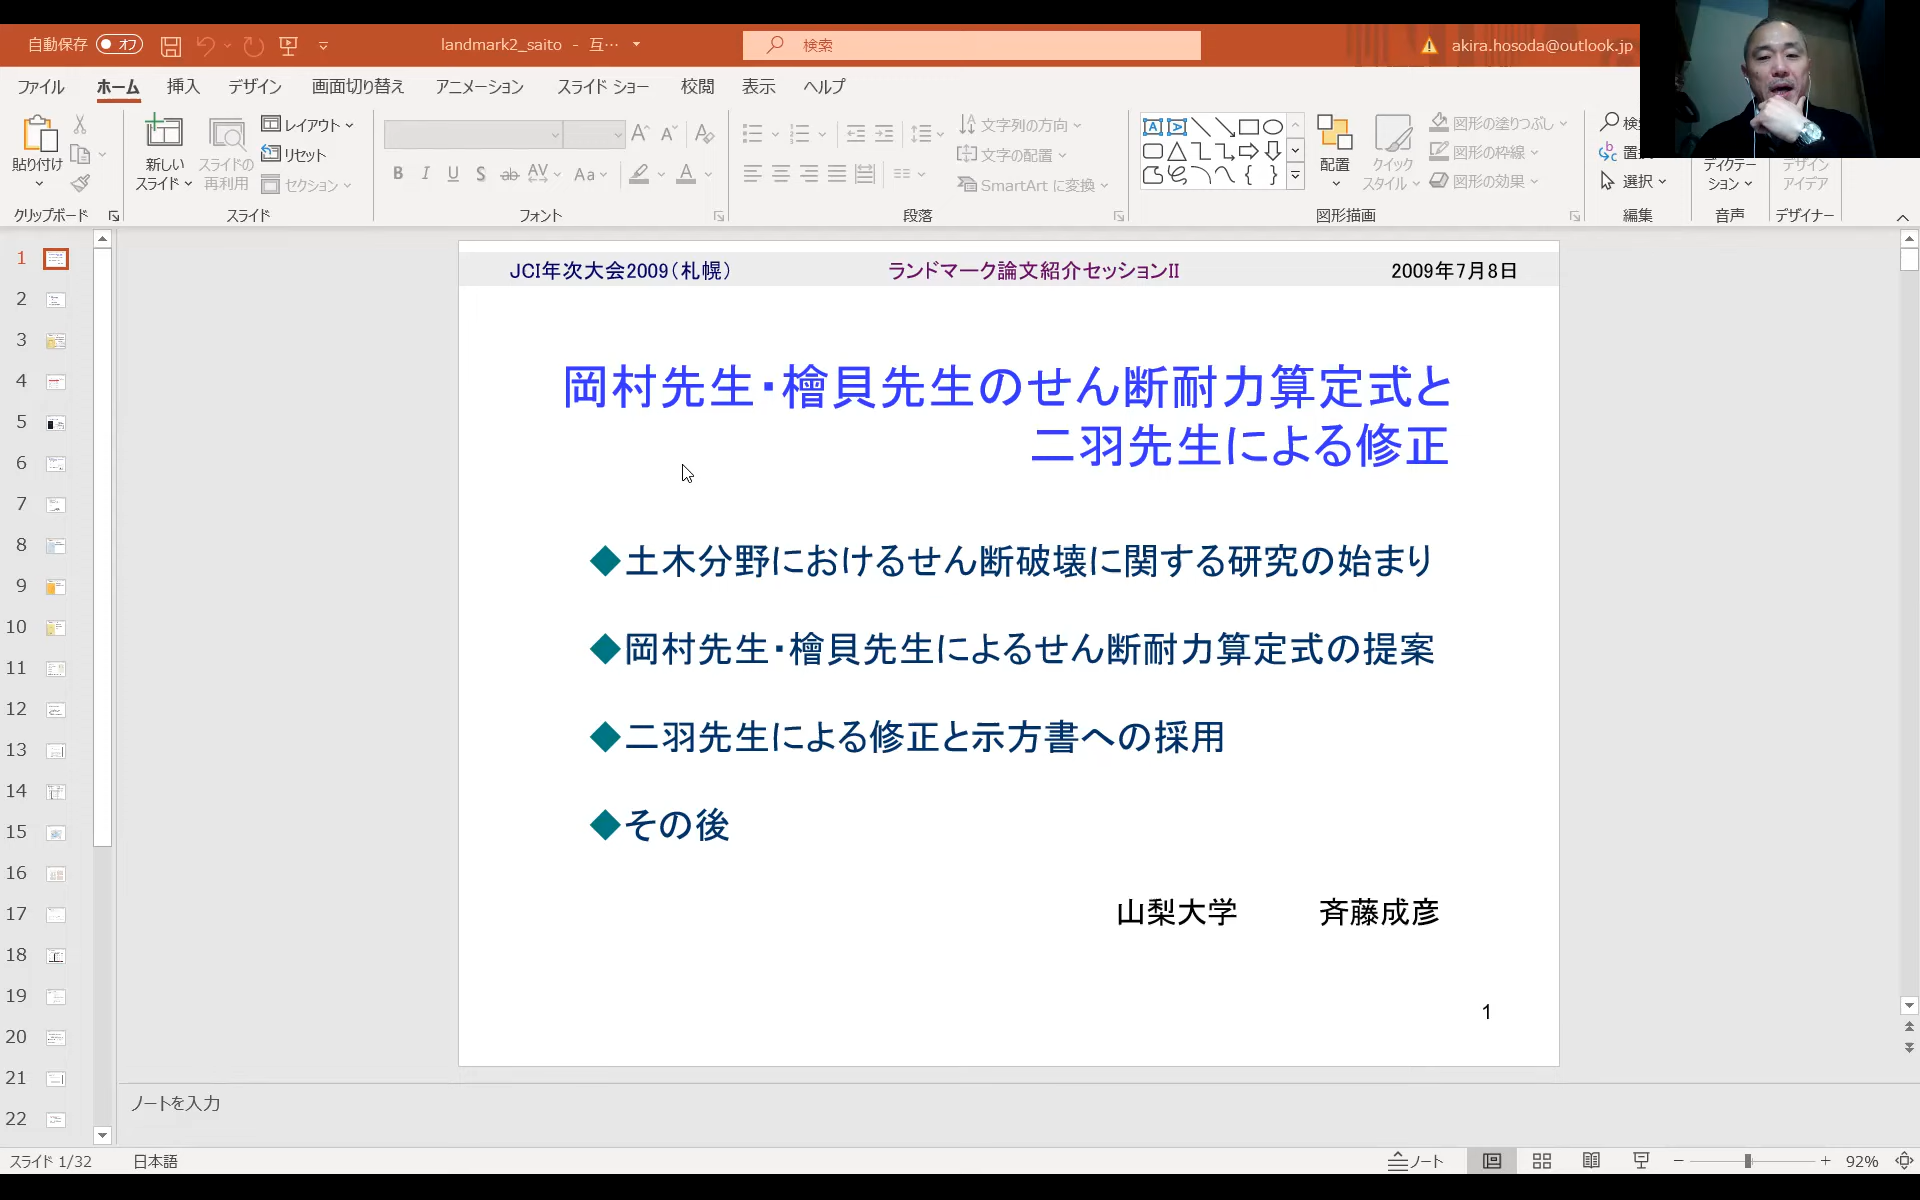 自動保存 オフ landmark2_saito - 互… 検索 akira.hosoda@outlook.jp
ファイル ホーム 挿入 デザイン 画面切り替え アニメーション スライド ショー 校閲 表示 ヘルプ
貼り付け
新しい
スライド
スライドの
再利用
レイアウト
リセット
セクション
B I U S ab AV Aa A
文字列の方向
文字の配置
SmartArt に変換
配置
クイック
スタイル
図形の塗りつぶし
図形の枠線
図形の効果
選択
ディクテー
ション
デザイン
アイデア
クリップボード スライド フォント 段落 図形描画 編集 音声 デザイナー
1
2
3
4
5
6
7
8
9
10
11
12
13
14
15
16
17
18
19
20
21
22
JCI年次大会2009(札幌) ランドマーク論文紹介セッションII 2009年7月8日
岡村先生・檜貝先生のせん断耐力算定式と
二羽先生による修正
◆土木分野におけるせん断破壊に関する研究の始まり
◆岡村先生・檜貝先生によるせん断耐力算定式の提案
◆二羽先生による修正と示方書への採用
◆その後
山梨大学 斉藤成彦
1
ノートを入力
スライド 1/32 日本語 ノート 92%